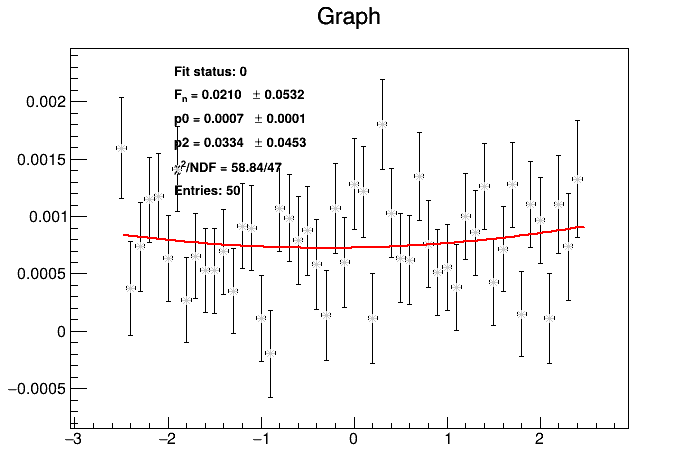 Graph
Fit status: 0
Fn = 0.0210 ± 0.0532
p0 = 0.0007 ± 0.0001
p2 = 0.0334 ± 0.0453
χ²/NDF = 58.84/47
Entries: 50
0.002
0.0015
0.001
0.0005
0
−0.0005
−3 −2 −1 0 1 2